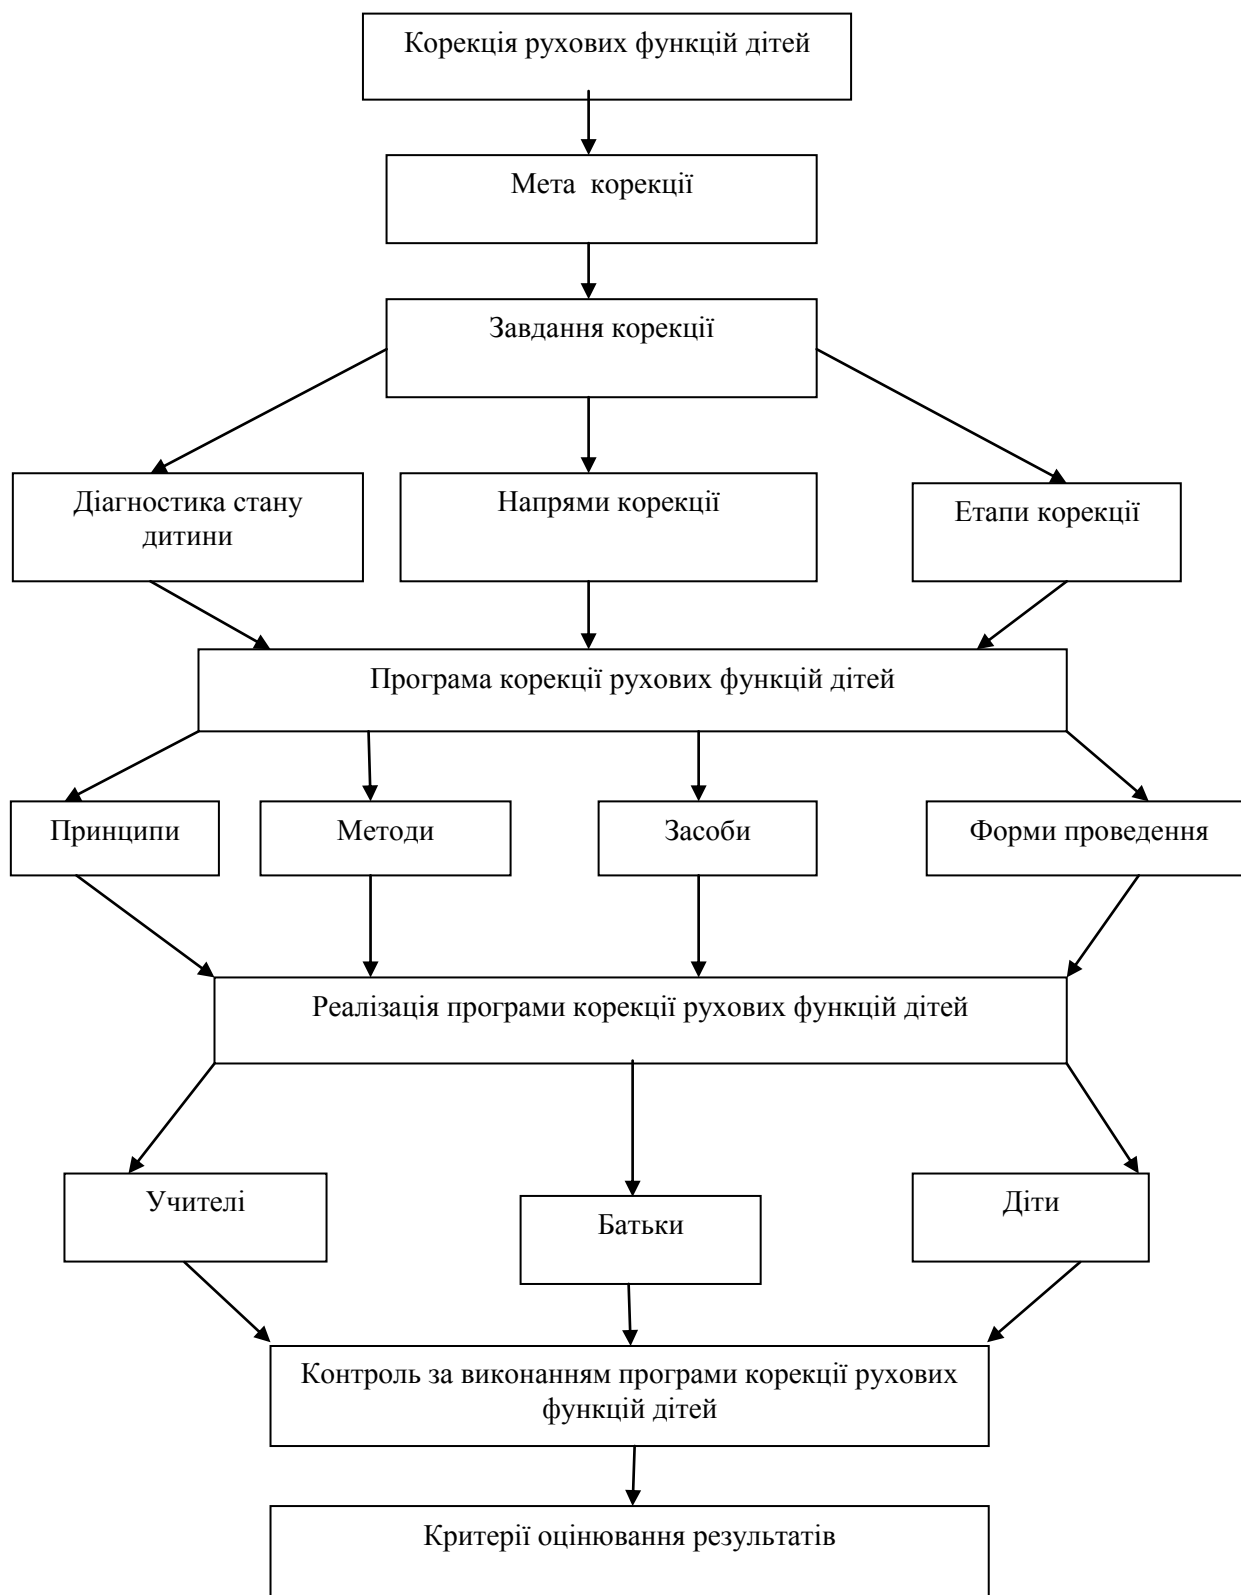 Корекція рухових функцій дітей
Мета корекції
Завдання корекції
Діагностика стану
дитини
Напрями корекції
Етапи корекції
Програма корекції рухових функцій дітей
Принципи
Методи
Засоби
Форми проведення
Реалізація програми корекції рухових функцій дітей
Учителі
Батьки
Діти
Контроль за виконанням програми корекції рухових
функцій дітей
Критерії оцінювання результатів